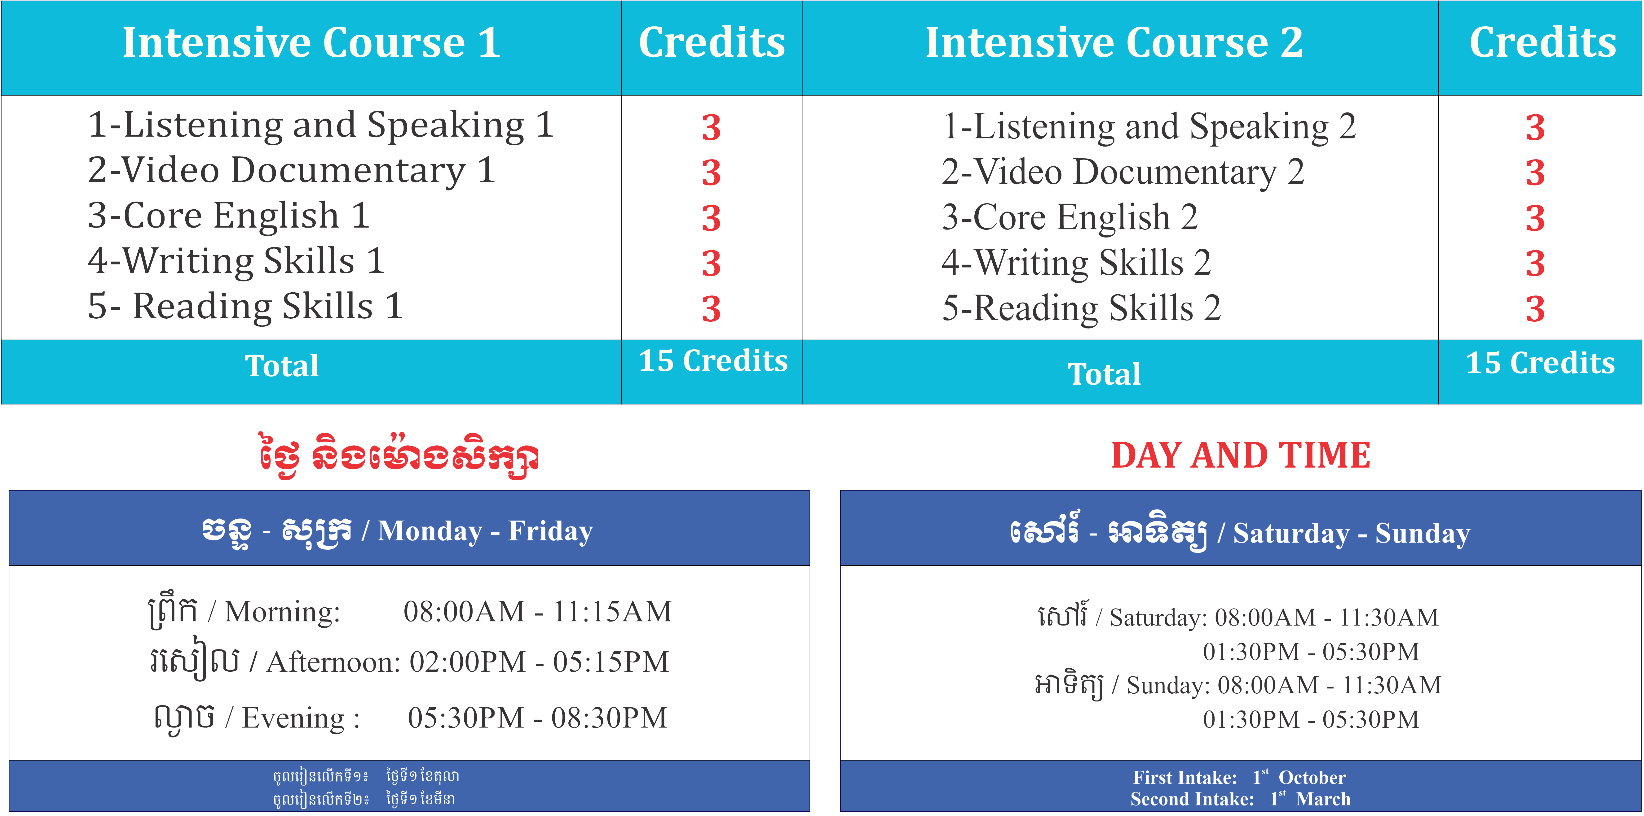 Intensive Course 1 Credits Intensive Course 2 Credits
1-Listening and Speaking 1 3 1-Listening and Speaking 2 3
2-Video Documentary 1 3 2-Video Documentary 2 3
3-Core English 1 3 3-Core English 2 3
4-Writing Skills 1 3 4-Writing Skills 2 3
5- Reading Skills 1 3 5-Reading Skills 2 3
Total 15 Credits Total 15 Credits
ថ្ងៃ និងម៉ោងសិក្សា
ចន្ទ - សុក្រ / Monday - Friday
ព្រឹក / Morning: 08:00AM - 11:15AM
រសៀល / Afternoon: 02:00PM - 05:15PM
ល្ងាច / Evening : 05:30PM - 08:30PM
ចូលរៀនលើកទី១៖ ថ្ងៃទី១ ខែតុលា
ចូលរៀនលើកទី២៖ ថ្ងៃទី១ ខែមីនា
DAY AND TIME
សៅរ៍ - អាទិត្យ / Saturday - Sunday
សៅរ៍ / Saturday: 08:00AM - 11:30AM
01:30PM - 05:30PM
អាទិត្យ / Sunday: 08:00AM - 11:30AM
01:30PM - 05:30PM
First Intake: 1st October
Second Intake: 1st March